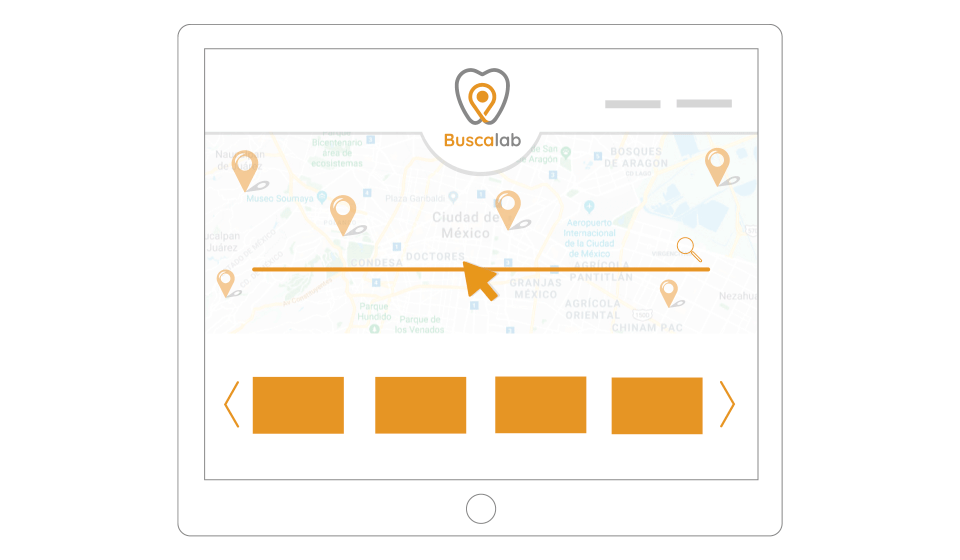 Buscalab
Parque
Bicentenario
área de
ecosistemas
de San
Aragón
BOSQUES
DE ARAGON
Museo Soumaya
Plaza Garibaldi
Ciudad de
México
Aeropuerto
Internacional
de la Ciudad
de México
Juárez
DOCTORES
CONDESA
AGRÍCOLA
PANTITLÁN
GRANJAS
MÉXICO
AGRÍCOLA
ORIENTAL
Nezahu
CHINAM PAC
Parque
Hundido
Parque de
los Venados